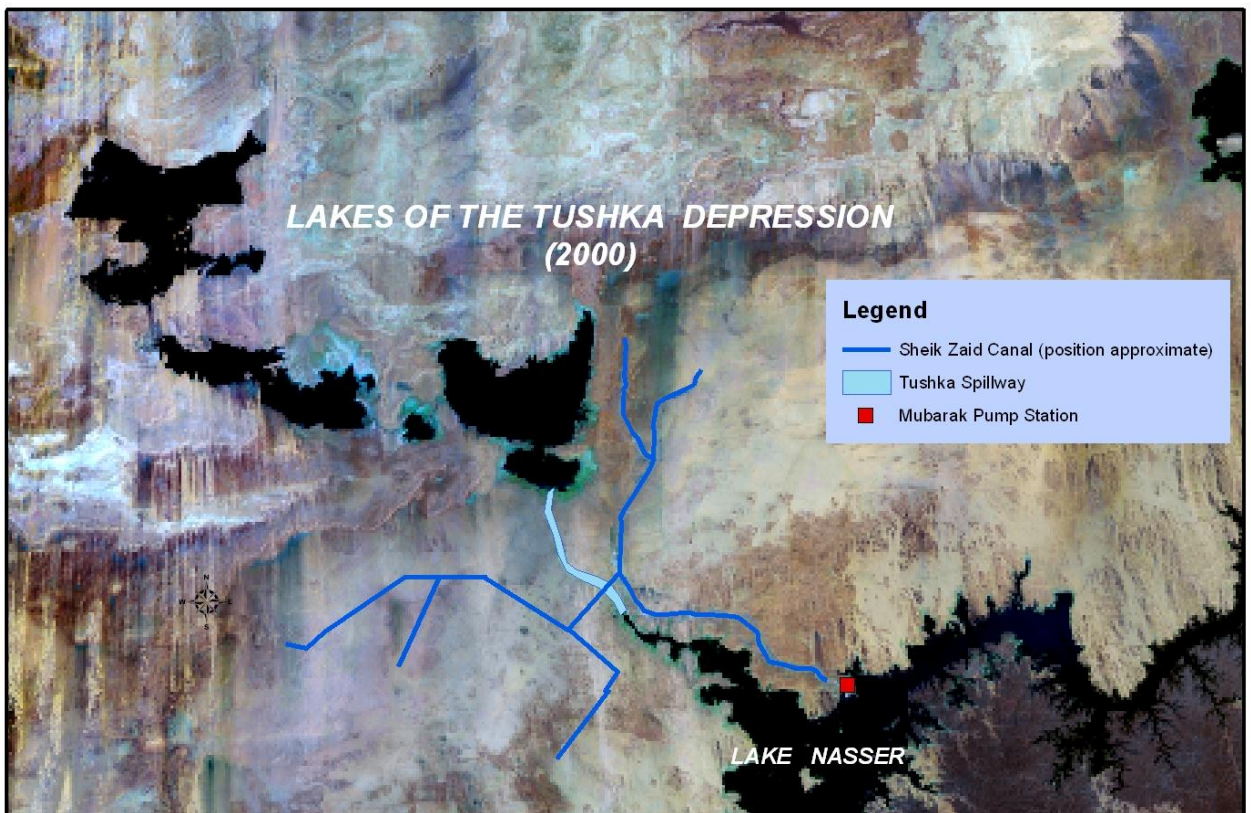 LAKES OF THE TUSHKA DEPRESSION
(2000)
Legend
Sheik Zaid Canal (position approximate)
Tushka Spillway
Mubarak Pump Station
N
W E
S
LAKE NASSER